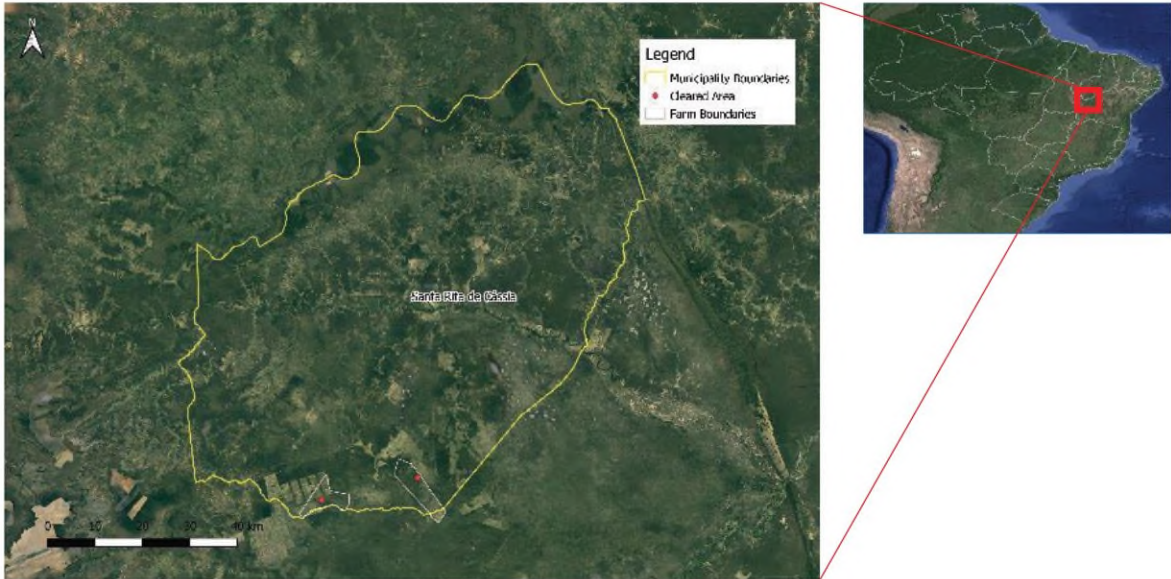 N
Legend
Municipality Boundaries
Cleared Area
Farm Boundaries
Santa Rita de Cássia
0 10 20 30 40 km